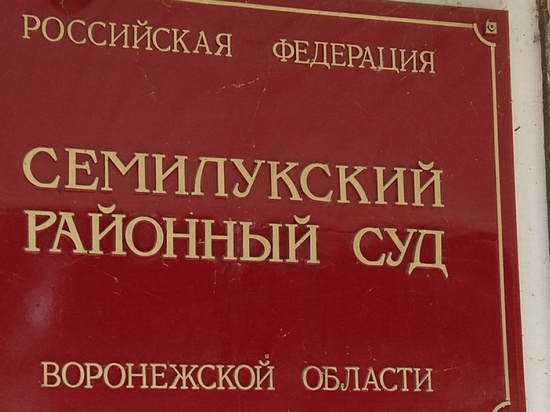 РОССИЙСКАЯ ФЕДЕРАЦИЯ
СЕМИЛУКСКИЙ
РАЙОННЫЙ СУД
ВОРОНЕЖСКОЙ ОБЛАСТИ